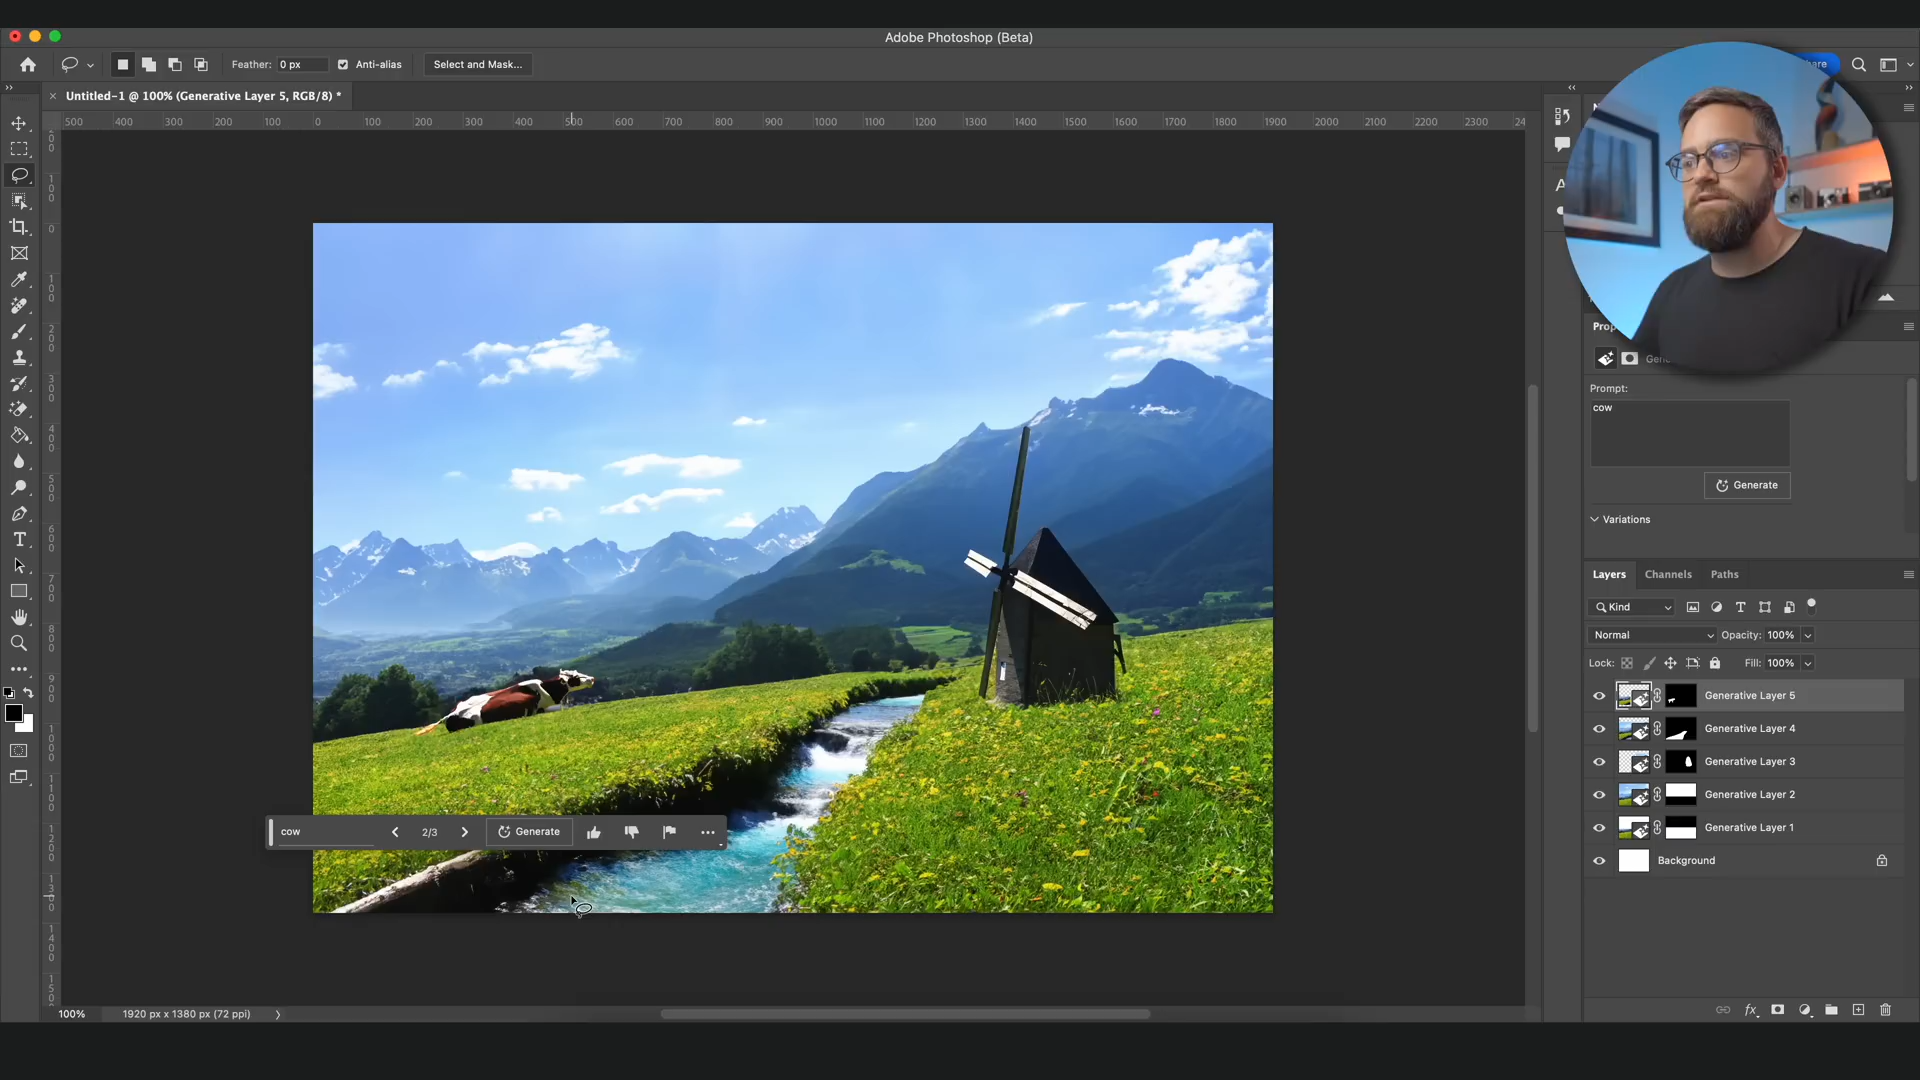 Adobe Photoshop (Beta)
Feather: 0 px Anti-alias Select and Mask...
Untitled-1 @ 100% (Generative Layer 5, RGB/8) *
500 400 300 200 100 0 100 200 300 400 500 600 700 800 900 1000 1100 1200 1300 1400 1500 1600 1700 1800 1900 2000 2100 2200 2300 24
Prompt:
cow
Generate
Variations
Layers Channels Paths
Kind
Normal Opacity: 100%
Lock: Fill: 100%
Generative Layer 5
Generative Layer 4
Generative Layer 3
Generative Layer 2
Generative Layer 1
Background
cow 2/3 Generate
100% 1920 px x 1380 px (72 ppi)